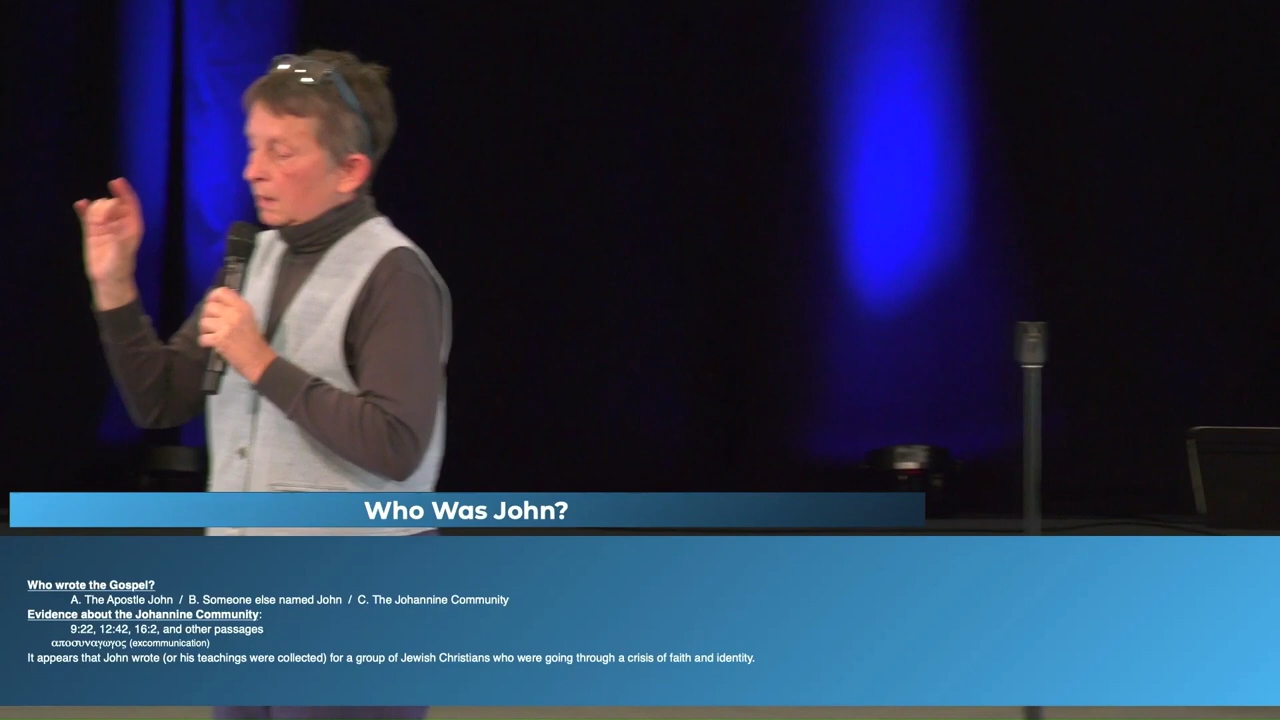 Who Was John?
Who wrote the Gospel?
A. The Apostle John / B. Someone else named John / C. The Johannine Community
Evidence about the Johannine Community:
9:22, 12:42, 16:2, and other passages
αποσυναγωγος (excommunication)
It appears that John wrote (or his teachings were collected) for a group of Jewish Christians who were going through a crisis of faith and identity.